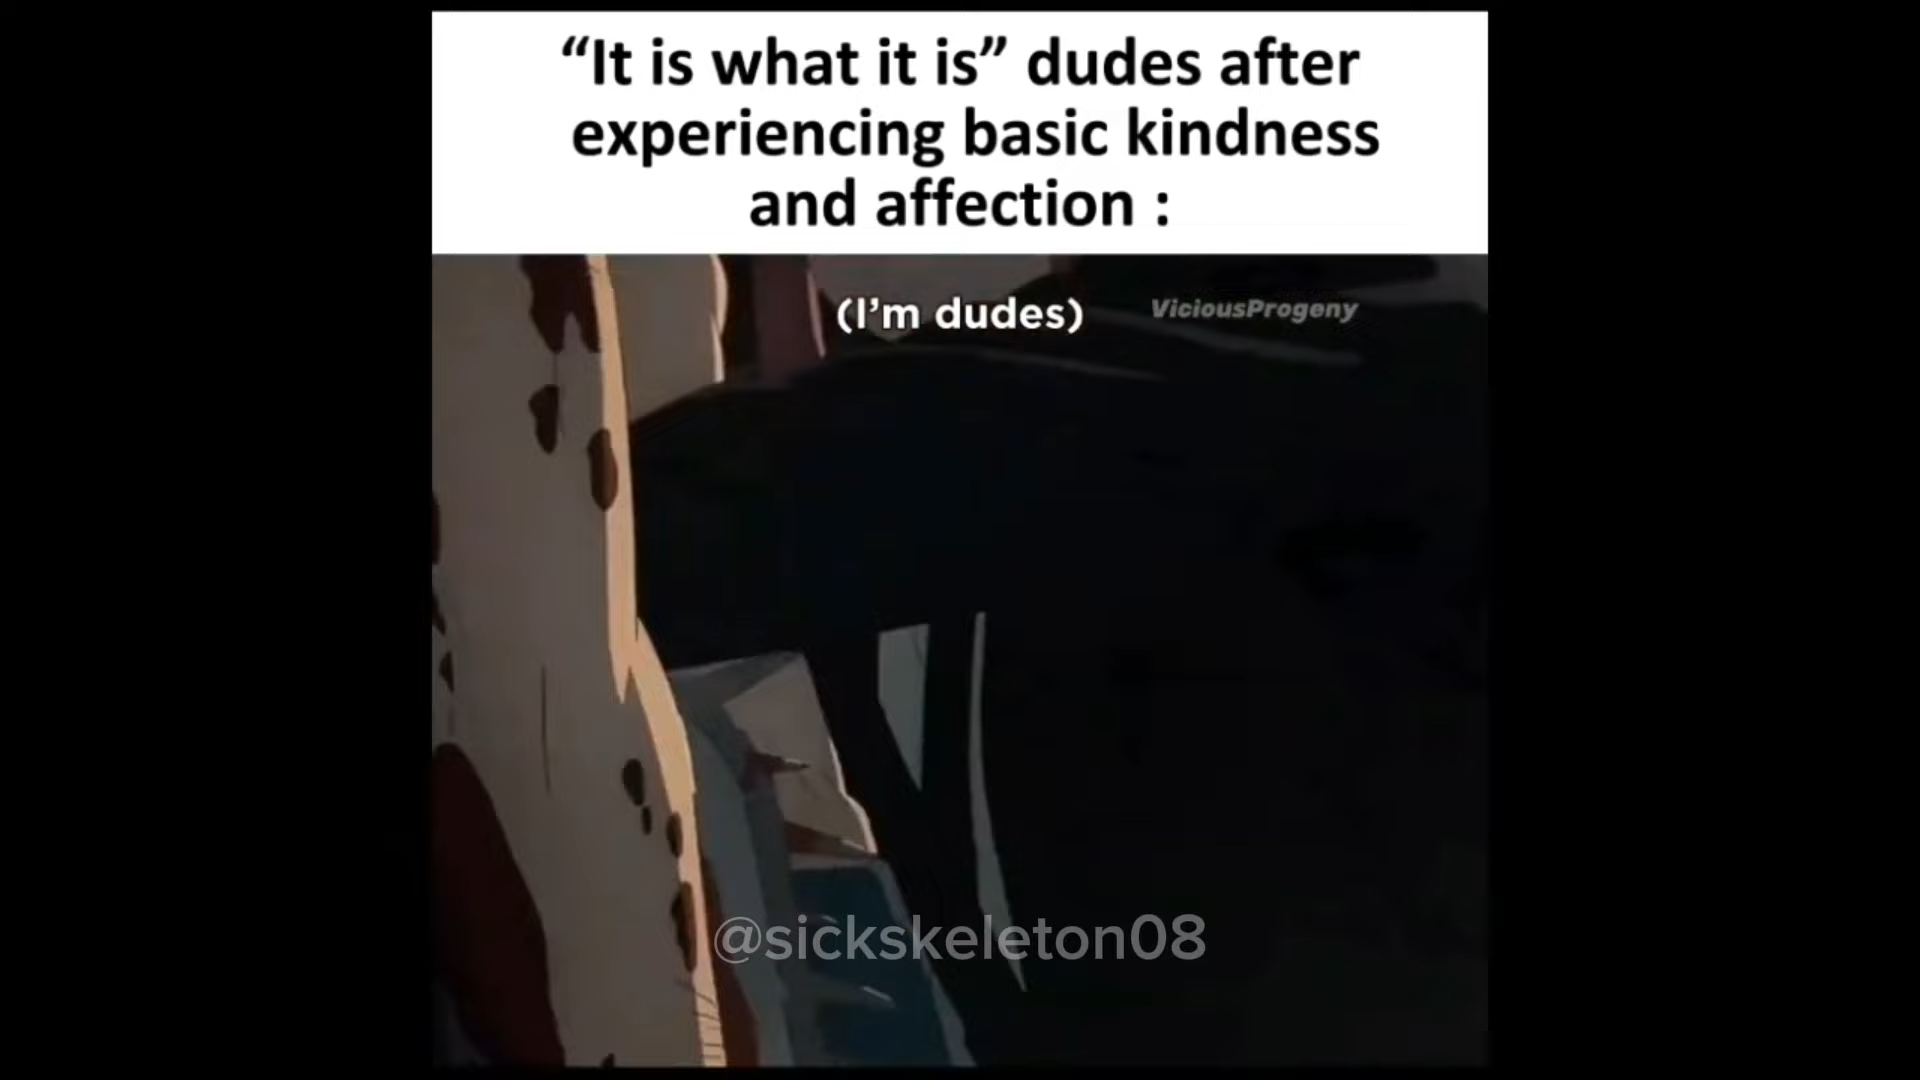 “It is what it is” dudes after
experiencing basic kindness
and affection :
(I’m dudes)
ViciousProgeny
@sickskeleton08